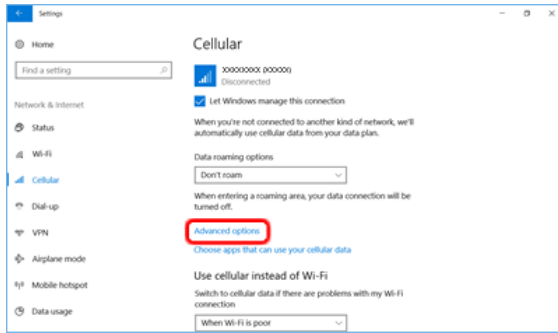 Settings
Home
Find a setting
Network & Internet
Status
Wi-Fi
Cellular
Dial-up
VPN
Airplane mode
Mobile hotspot
Data usage
Cellular
XXXXXXXX (XXXXX)
Disconnected
Let Windows manage this connection
When you're not connected to another kind of network, we'll
automatically use cellular data from your data plan.
Data roaming options
Don't roam
When entering a roaming area, your data connection will be
turned off.
Advanced options
Choose apps that can use your cellular data
Use cellular instead of Wi-Fi
Switch to cellular data if there are problems with my Wi-Fi
connection
When Wi-Fi is poor